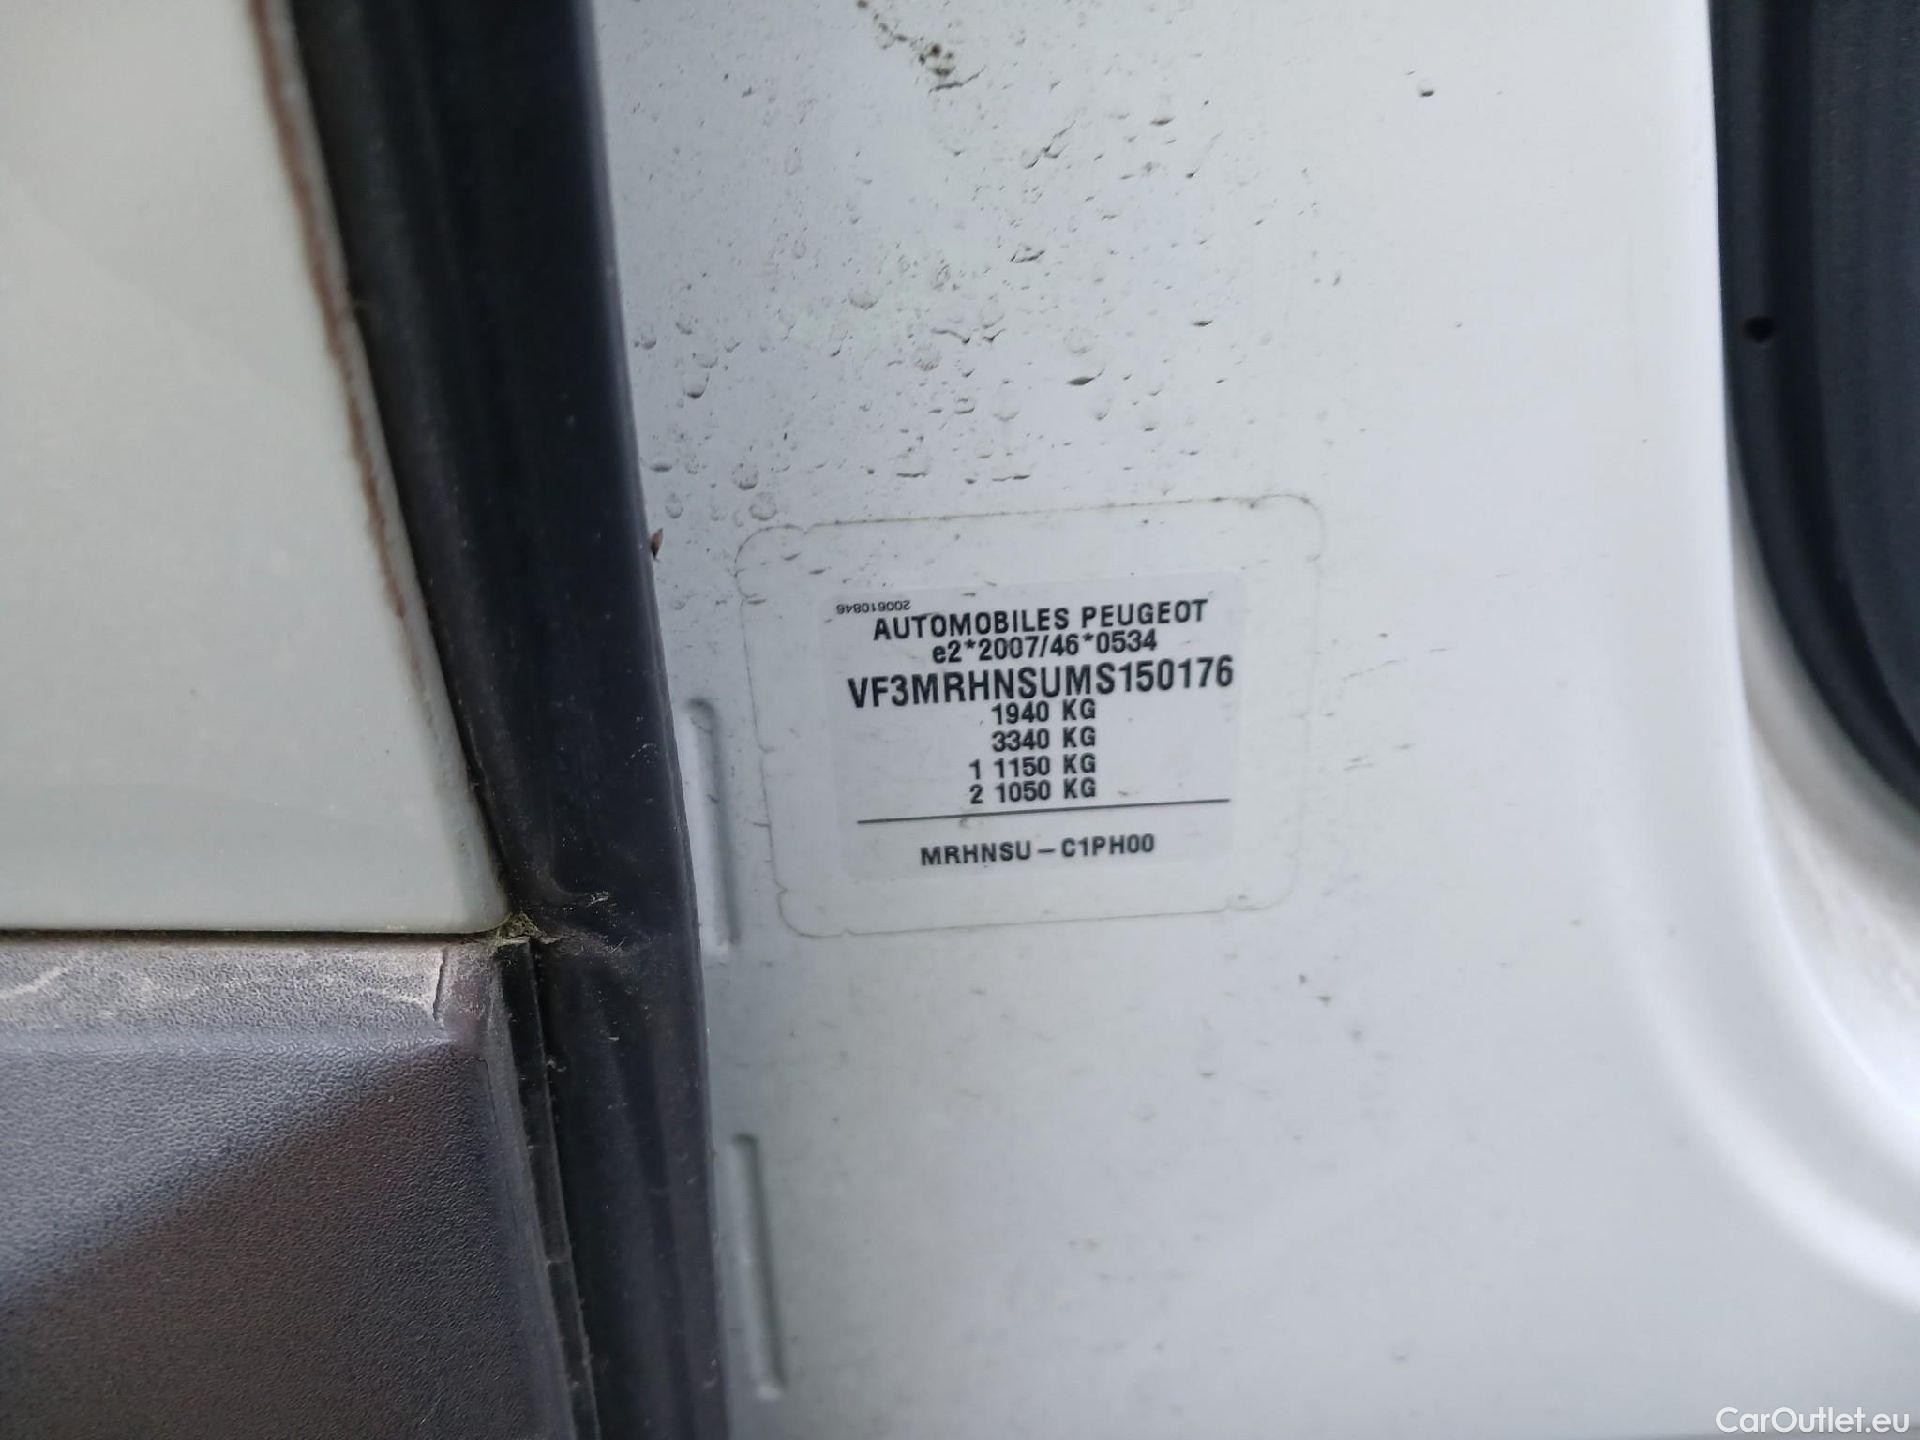 200610846
AUTOMOBILES PEUGEOT
e2*2007/46*0534
VF3MRHNSUMS150176
1940 KG
3340 KG
1 1150 KG
2 1050 KG
MRHNSU-C1PH00
CarOutlet.eu